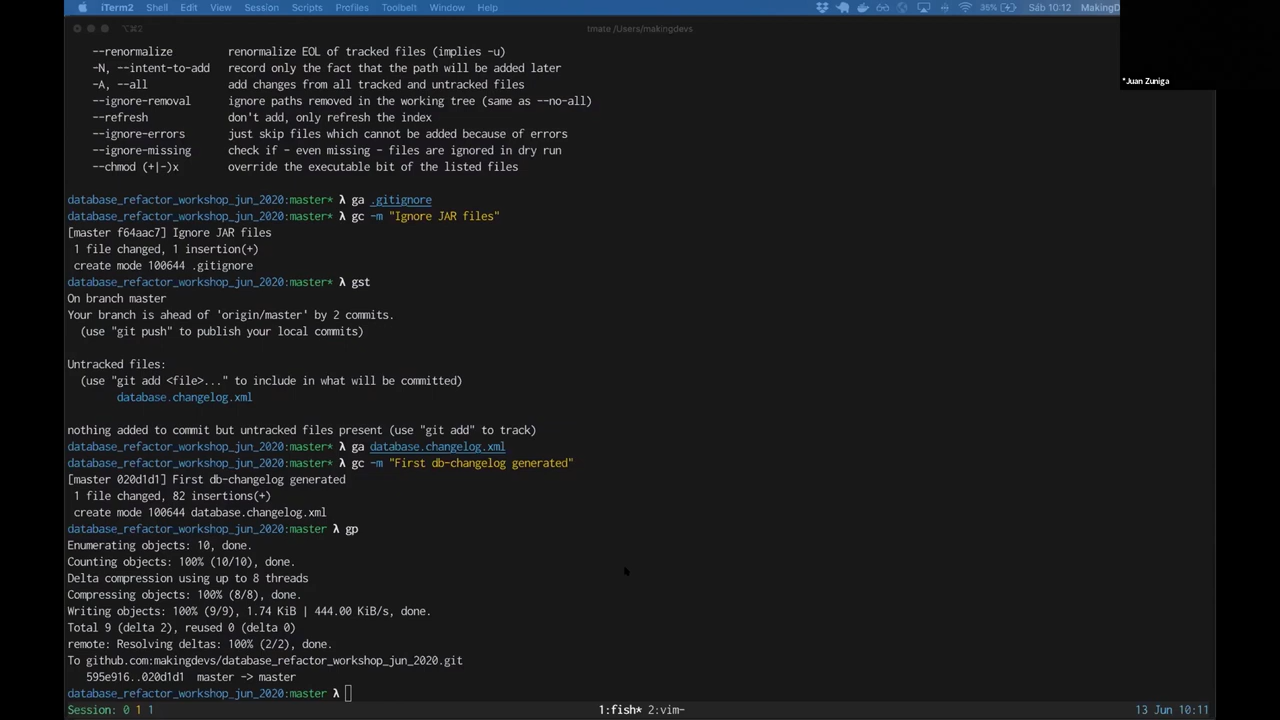 iTerm2 Shell Edit View Session Scripts Profiles Toolbelt Window Help 35% Sáb 10:12 MakingD
⌥⌘2 tmate /Users/makingdevs
*Juan Zuniga
--renormalize renormalize EOL of tracked files (implies -u)
-N, --intent-to-add record only the fact that the path will be added later
-A, --all add changes from all tracked and untracked files
--ignore-removal ignore paths removed in the working tree (same as --no-all)
--refresh don't add, only refresh the index
--ignore-errors just skip files which cannot be added because of errors
--ignore-missing check if - even missing - files are ignored in dry run
--chmod (+|-)x override the executable bit of the listed files
database_refactor_workshop_jun_2020:master* λ ga .gitignore
database_refactor_workshop_jun_2020:master* λ gc -m "Ignore JAR files"
[master f64aac7] Ignore JAR files
1 file changed, 1 insertion(+)
create mode 100644 .gitignore
database_refactor_workshop_jun_2020:master* λ gst
On branch master
Your branch is ahead of 'origin/master' by 2 commits.
(use "git push" to publish your local commits)
Untracked files:
(use "git add <file>..." to include in what will be committed)
database.changelog.xml
nothing added to commit but untracked files present (use "git add" to track)
database_refactor_workshop_jun_2020:master* λ ga database.changelog.xml
database_refactor_workshop_jun_2020:master* λ gc -m "First db-changelog generated"
[master 020d1d1] First db-changelog generated
1 file changed, 82 insertions(+)
create mode 100644 database.changelog.xml
database_refactor_workshop_jun_2020:master λ gp
Enumerating objects: 10, done.
Counting objects: 100% (10/10), done.
Delta compression using up to 8 threads
Compressing objects: 100% (8/8), done.
Writing objects: 100% (9/9), 1.74 KiB | 444.00 KiB/s, done.
Total 9 (delta 2), reused 0 (delta 0)
remote: Resolving deltas: 100% (2/2), done.
To github.com:makingdevs/database_refactor_workshop_jun_2020.git
595e916..020d1d1 master -> master
database_refactor_workshop_jun_2020:master λ
Session: 0 1 1 1:fish* 2:vim- 13 Jun 10:11